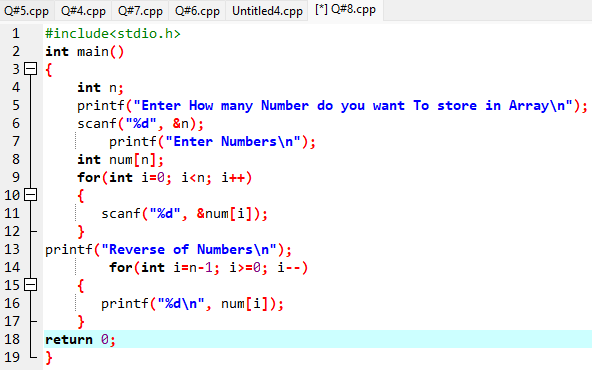 Q#5.cpp Q#4.cpp Q#7.cpp Q#6.cpp Untitled4.cpp [*] Q#8.cpp
1 #include<stdio.h>
2 int main()
3 {
4 int n;
5 printf("Enter How many Number do you want To store in Array\n");
6 scanf("%d", &n);
7 printf("Enter Numbers\n");
8 int num[n];
9 for(int i=0; i<n; i++)
10 {
11 scanf("%d", &num[i]);
12 }
13 printf("Reverse of Numbers\n");
14 for(int i=n-1; i>=0; i--)
15 {
16 printf("%d\n", num[i]);
17 }
18 return 0;
19 }